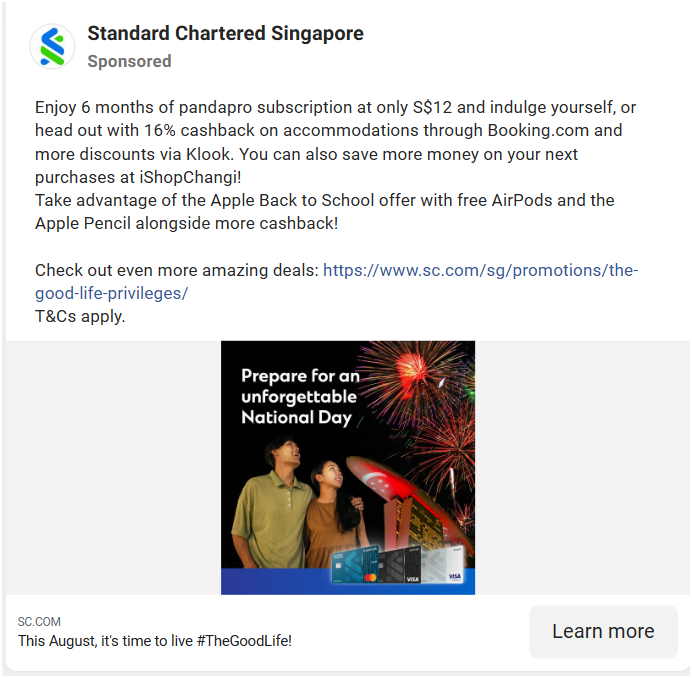 Standard Chartered Singapore
Sponsored
Enjoy 6 months of pandapro subscription at only S$12 and indulge yourself, or
head out with 16% cashback on accommodations through Booking.com and
more discounts via Klook. You can also save more money on your next
purchases at iShopChangi!
Take advantage of the Apple Back to School offer with free AirPods and the
Apple Pencil alongside more cashback!
Check out even more amazing deals: https://www.sc.com/sg/promotions/the-
good-life-privileges/
T&Cs apply.
Prepare for an
unforgettable
National Day
VISA
VISA
SC.COM
This August, it's time to live #TheGoodLife!
Learn more